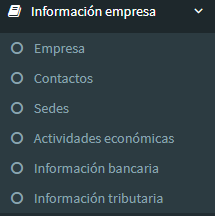 Información empresa
Empresa
Contactos
Sedes
Actividades económicas
Información bancaria
Información tributaria